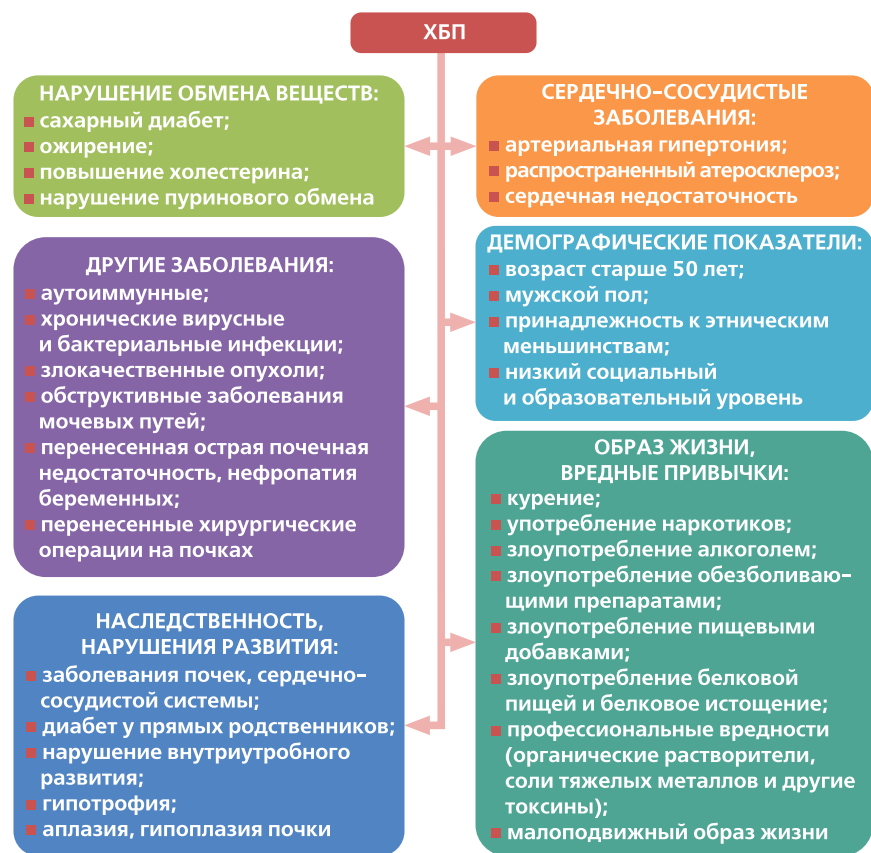 ХБП
НАРУШЕНИЕ ОБМЕНА ВЕЩЕСТВ:
сахарный диабет;
ожирение;
повышение холестерина;
нарушение пуринового обмена
СЕРДЕЧНО-СОСУДИСТЫЕ
ЗАБОЛЕВАНИЯ:
артериальная гипертония;
распространенный атеросклероз;
сердечная недостаточность
ДРУГИЕ ЗАБОЛЕВАНИЯ:
аутоиммунные;
хронические вирусные
и бактериальные инфекции;
злокачественные опухоли;
обструктивные заболевания
мочевых путей;
перенесенная острая почечная
недостаточность, нефропатия
беременных;
перенесенные хирургические
операции на почках
ДЕМОГРАФИЧЕСКИЕ ПОКАЗАТЕЛИ:
возраст старше 50 лет;
мужской пол;
принадлежность к этническим
меньшинствам;
низкий социальный
и образовательный уровень
НАСЛЕДСТВЕННОСТЬ,
НАРУШЕНИЯ РАЗВИТИЯ:
заболевания почек, сердечно-
сосудистой системы;
диабет у прямых родственников;
нарушение внутриутробного
развития;
гипотрофия;
аплазия, гипоплазия почки
ОБРАЗ ЖИЗНИ,
ВРЕДНЫЕ ПРИВЫЧКИ:
курение;
употребление наркотиков;
злоупотребление алкоголем;
злоупотребление обезболиваю-
щими препаратами;
злоупотребление пищевыми
добавками;
злоупотребление белковой
пищей и белковое истощение;
профессиональные вредности
(органические растворители,
соли тяжелых металлов и другие
токсины);
малоподвижный образ жизни